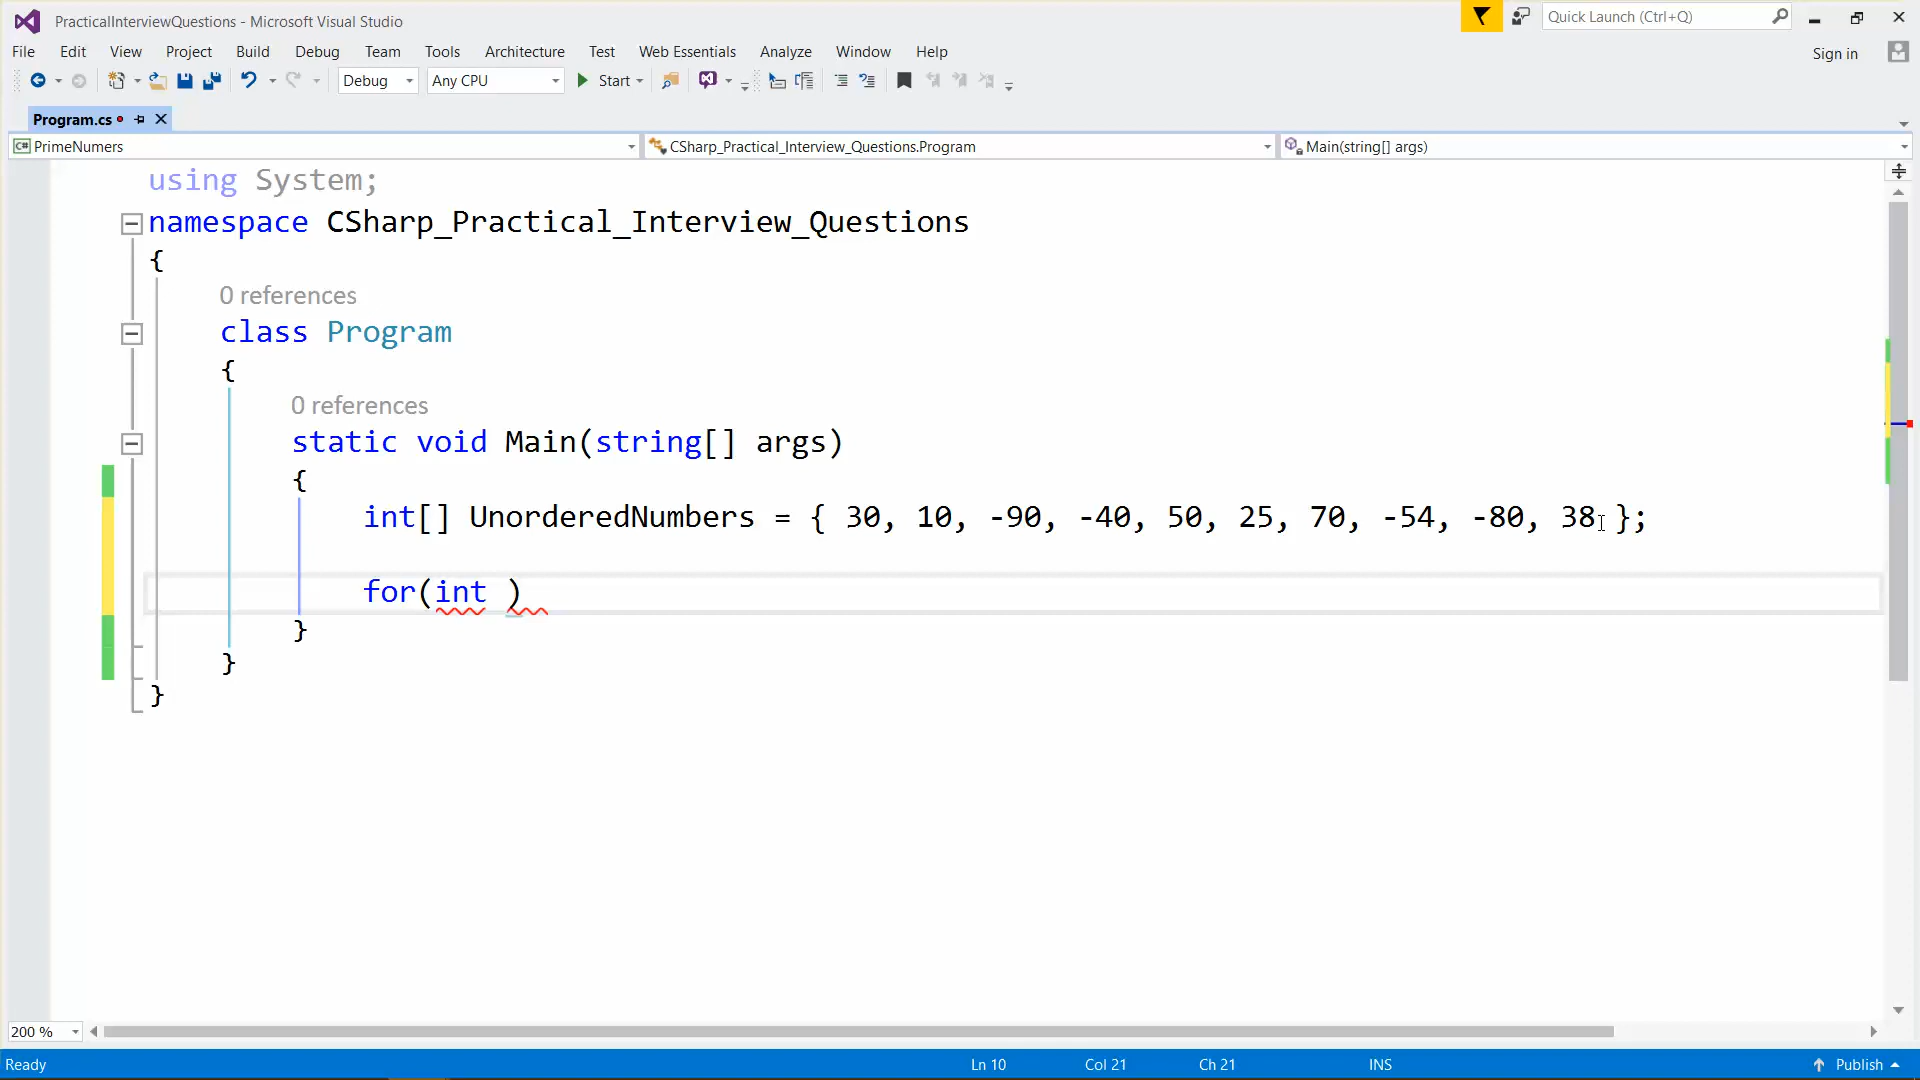 PracticalInterviewQuestions - Microsoft Visual Studio
Quick Launch (Ctrl+Q)
File Edit View Project Build Debug Team Tools Architecture Test Web Essentials Analyze Window Help
Sign in
Debug Any CPU Start
Program.cs
C# PrimeNumers CSharp_Practical_Interview_Questions.Program Main(string[] args)
using System;
namespace CSharp_Practical_Interview_Questions
{
0 references
class Program
{
0 references
static void Main(string[] args)
{
int[] UnorderedNumbers = { 30, 10, -90, -40, 50, 25, 70, -54, -80, 38 };
for(int )
}
}
}
200 %
Ready Ln 10 Col 21 Ch 21 INS Publish